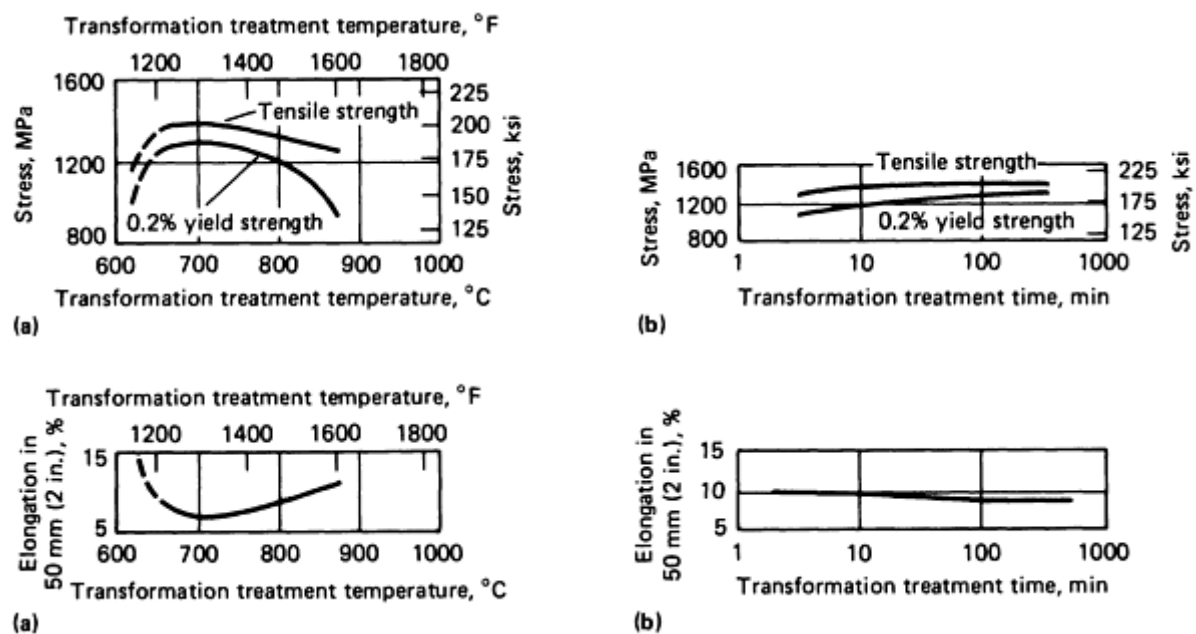 Transformation treatment temperature, °F
1200 1400 1600 1800
1600
1200
800
Stress, MPa
Tensile strength
0.2% yield strength
225
200
175
150
125
Stress, ksi
600 700 800 900 1000
Transformation treatment temperature, °C
(a)
1600
1200
800
Stress, MPa
Tensile strength
0.2% yield strength
225
175
125
Stress, ksi
1 10 100 1000
Transformation treatment time, min
(b)
Transformation treatment temperature, °F
1200 1400 1600 1800
Elongation in
50 mm (2 in.), %
15
5
600 700 800 900 1000
Transformation treatment temperature, °C
(a)
Elongation in
50 mm (2 in.), %
15
10
5
1 10 100 1000
Transformation treatment time, min
(b)